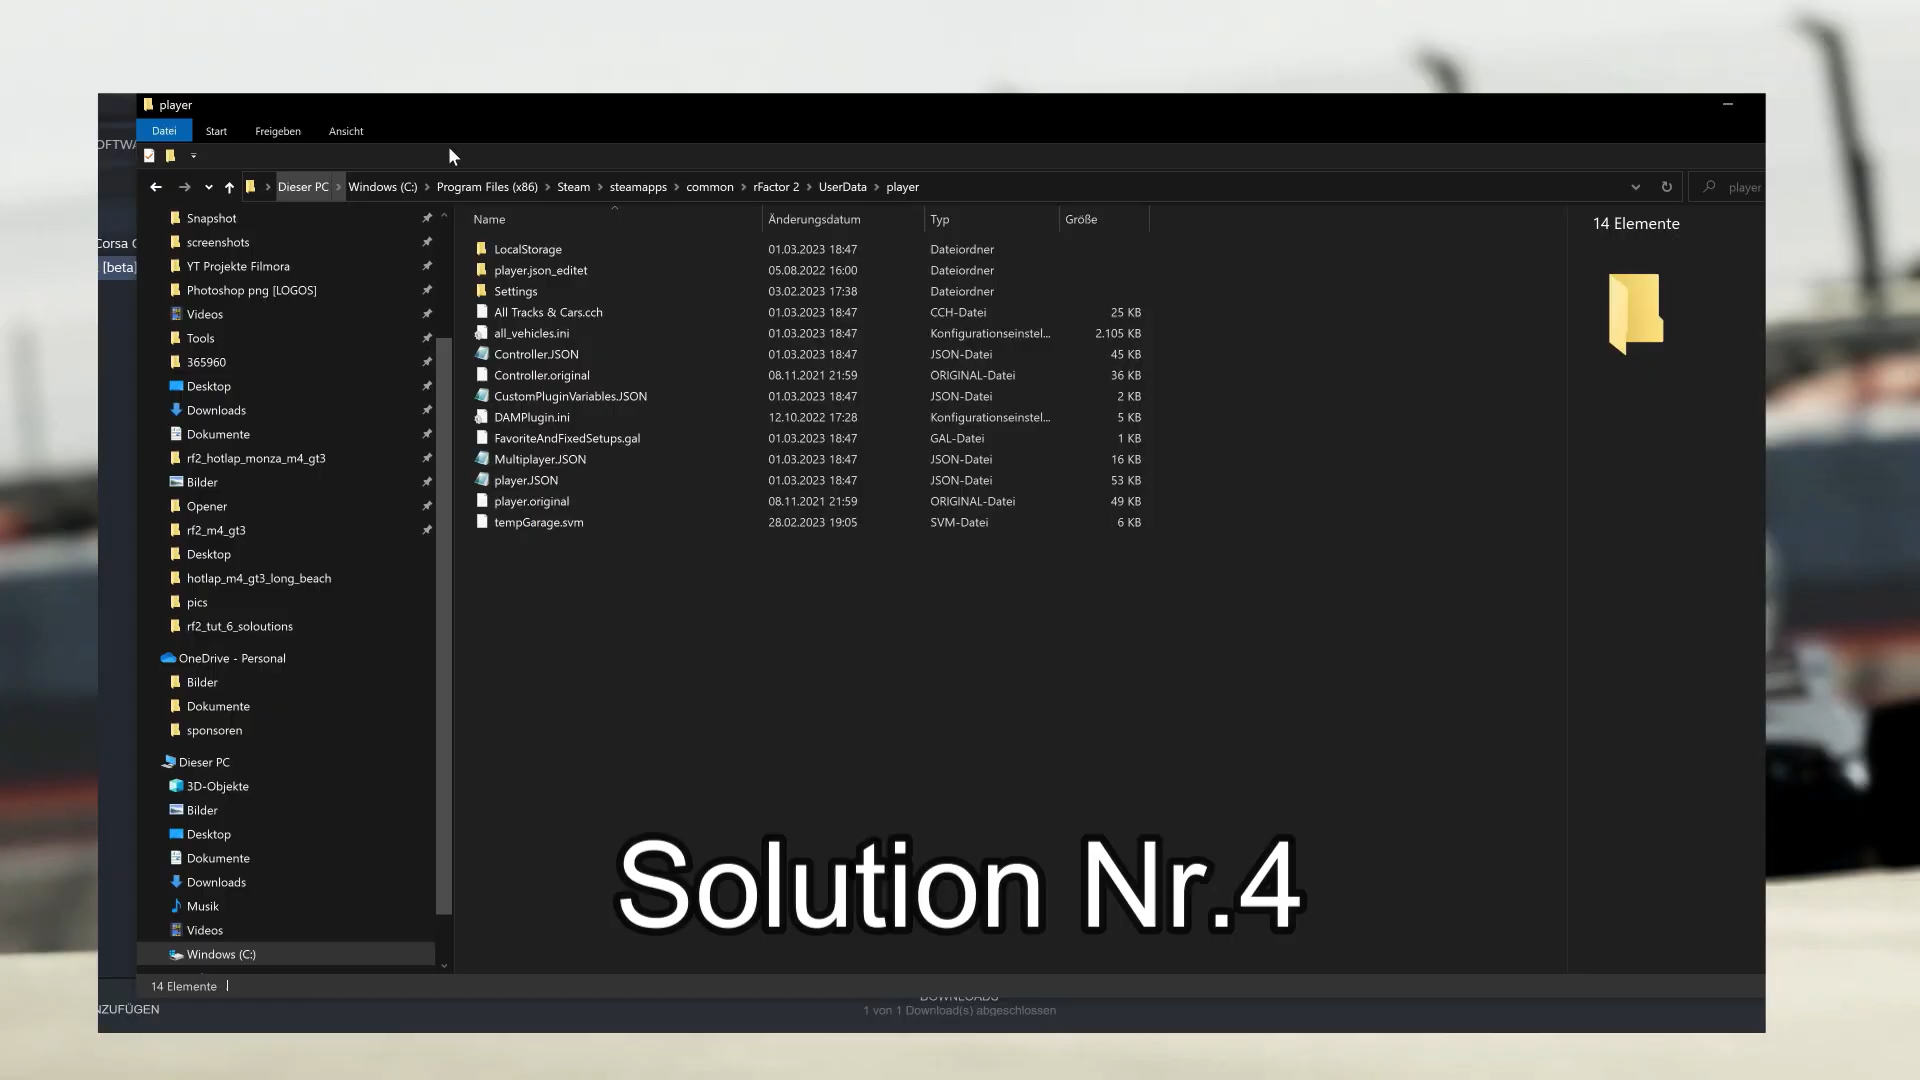 player
Datei Start Freigeben Ansicht
Dieser PC Windows (C:) Program Files (x86) Steam steamapps common rFactor 2 UserData player
player
Corsa
[beta]
Snapshot
screenshots
YT Projekte Filmora
Photoshop png [LOGOS]
Videos
Tools
365960
Desktop
Downloads
Dokumente
rf2_hotlap_monza_m4_gt3
Bilder
Opener
rf2_m4_gt3
Desktop
hotlap_m4_gt3_long_beach
pics
rf2_tut_6_soloutions
OneDrive - Personal
Bilder
Dokumente
sponsoren
Dieser PC
3D-Objekte
Bilder
Desktop
Dokumente
Downloads
Musik
Videos
Windows (C:)
Name Änderungsdatum Typ Größe
LocalStorage 01.03.2023 18:47 Dateiordner
player.json_editet 05.08.2022 16:00 Dateiordner
Settings 03.02.2023 17:38 Dateiordner
All Tracks & Cars.cch 01.03.2023 18:47 CCH-Datei 25 KB
all_vehicles.ini 01.03.2023 18:47 Konfigurationseinstel... 2.105 KB
Controller.JSON 01.03.2023 18:47 JSON-Datei 45 KB
Controller.original 08.11.2021 21:59 ORIGINAL-Datei 36 KB
CustomPluginVariables.JSON 01.03.2023 18:47 JSON-Datei 2 KB
DAMPlugin.ini 12.10.2022 17:28 Konfigurationseinstel... 5 KB
FavoriteAndFixedSetups.gal 01.03.2023 18:47 GAL-Datei 1 KB
Multiplayer.JSON 01.03.2023 18:47 JSON-Datei 16 KB
player.JSON 01.03.2023 18:47 JSON-Datei 53 KB
player.original 08.11.2021 21:59 ORIGINAL-Datei 49 KB
tempGarage.svm 28.02.2023 19:05 SVM-Datei 6 KB
14 Elemente
Solution Nr.4
14 Elemente
NZUFÜGEN
DOWNLOADS
1 von 1 Download(s) abgeschlossen